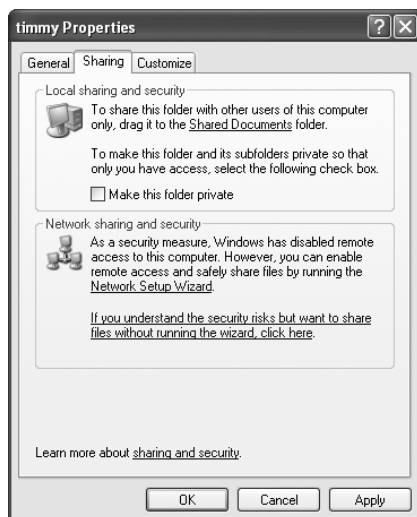 timmy Properties
General Sharing Customize
Local sharing and security
To share this folder with other users of this computer
only, drag it to the Shared Documents folder.
To make this folder and its subfolders private so that
only you have access, select the following check box.
Make this folder private
Network sharing and security
As a security measure, Windows has disabled remote
access to this computer. However, you can enable
remote access and safely share files by running the
Network Setup Wizard.
If you understand the security risks but want to share
files without running the wizard, click here.
Learn more about sharing and security.
OK Cancel Apply